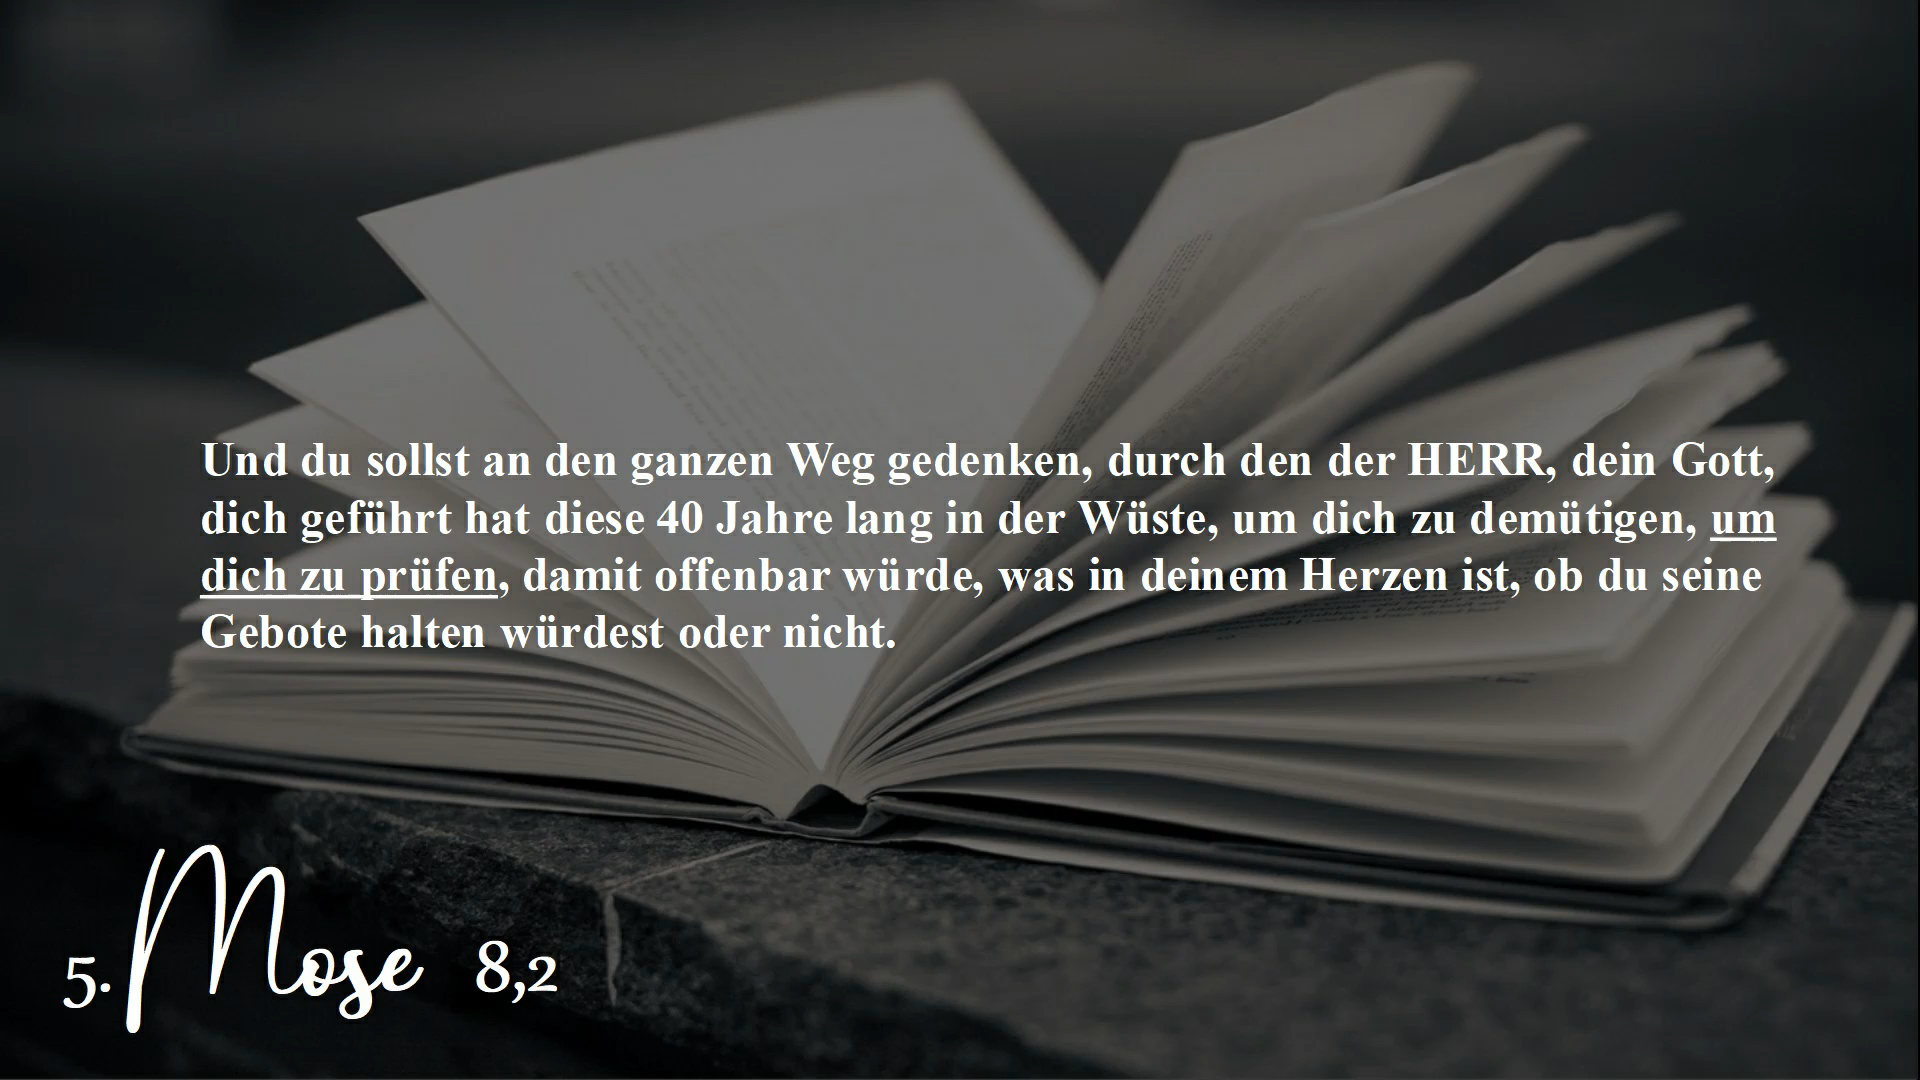 Und du sollst an den ganzen Weg gedenken, durch den der HERR, dein Gott,
dich geführt hat diese 40 Jahre lang in der Wüste, um dich zu demütigen, um
dich zu prüfen, damit offenbar würde, was in deinem Herzen ist, ob du seine
Gebote halten würdest oder nicht.
5. Mose 8,2